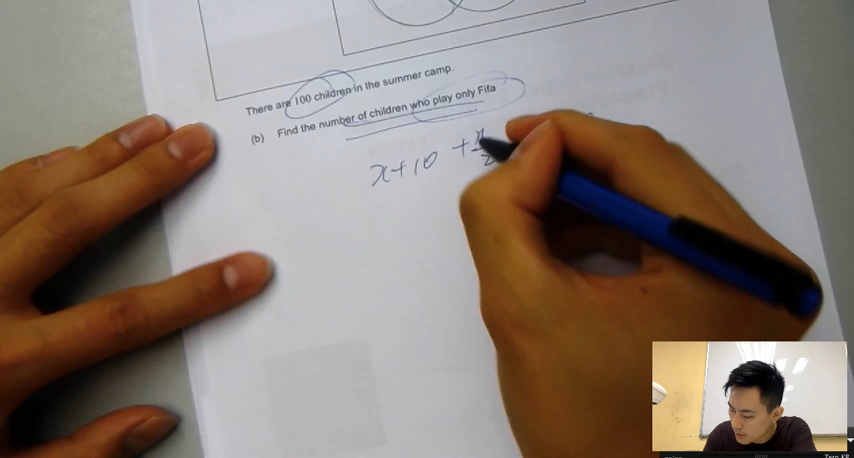 There are 100 children in the summer camp.
(b) Find the number of children who play only Fifa
x+10 +